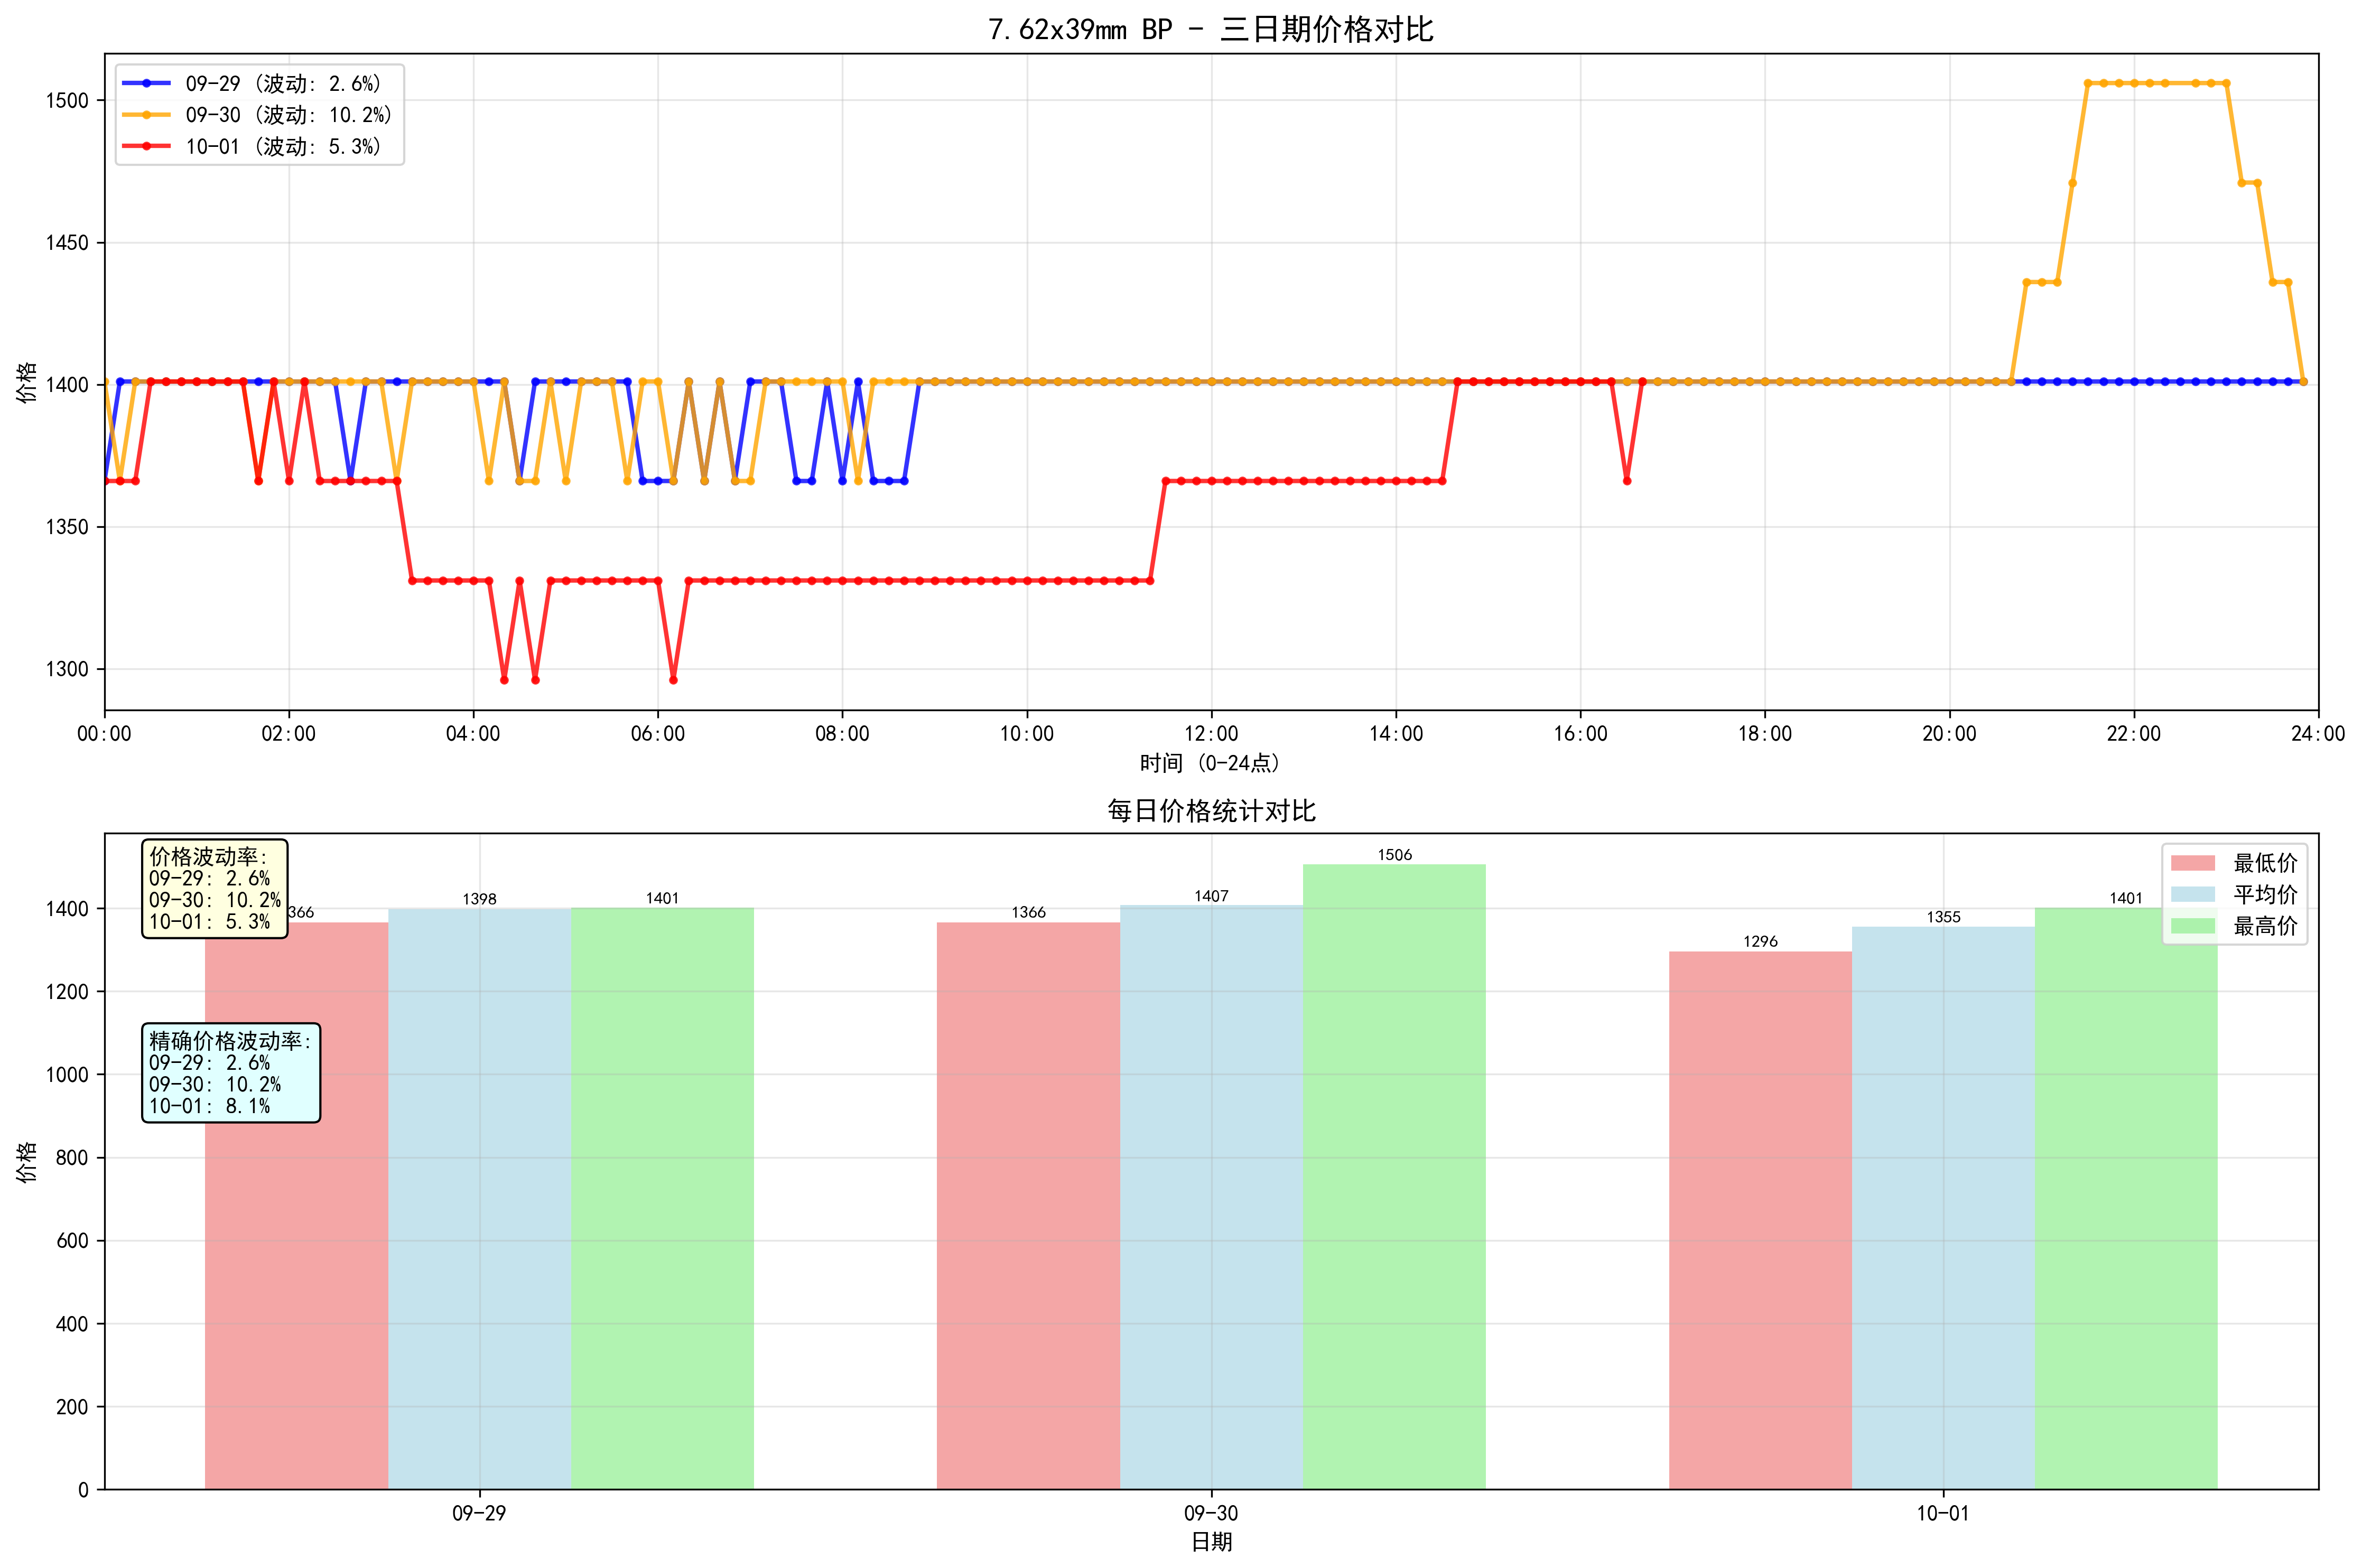 7.62x39mm BP - 三日期价格对比
09-29 (波动: 2.6%)
09-30 (波动: 10.2%)
10-01 (波动: 5.3%)
价格
1500
1450
1400
1350
1300
00:00 02:00 04:00 06:00 08:00 10:00 12:00 14:00 16:00 18:00 20:00 22:00 24:00
时间 (0-24点)
每日价格统计对比
价格波动率:
09-29: 2.6%
09-30: 10.2%
10-01: 5.3%
精确价格波动率:
09-29: 2.6%
09-30: 10.2%
10-01: 8.1%
最低价
平均价
最高价
366 1398 1401 1366 1407 1506 1296 1355 1401
价格
1400
1200
1000
800
600
400
200
0
09-29 09-30 10-01
日期